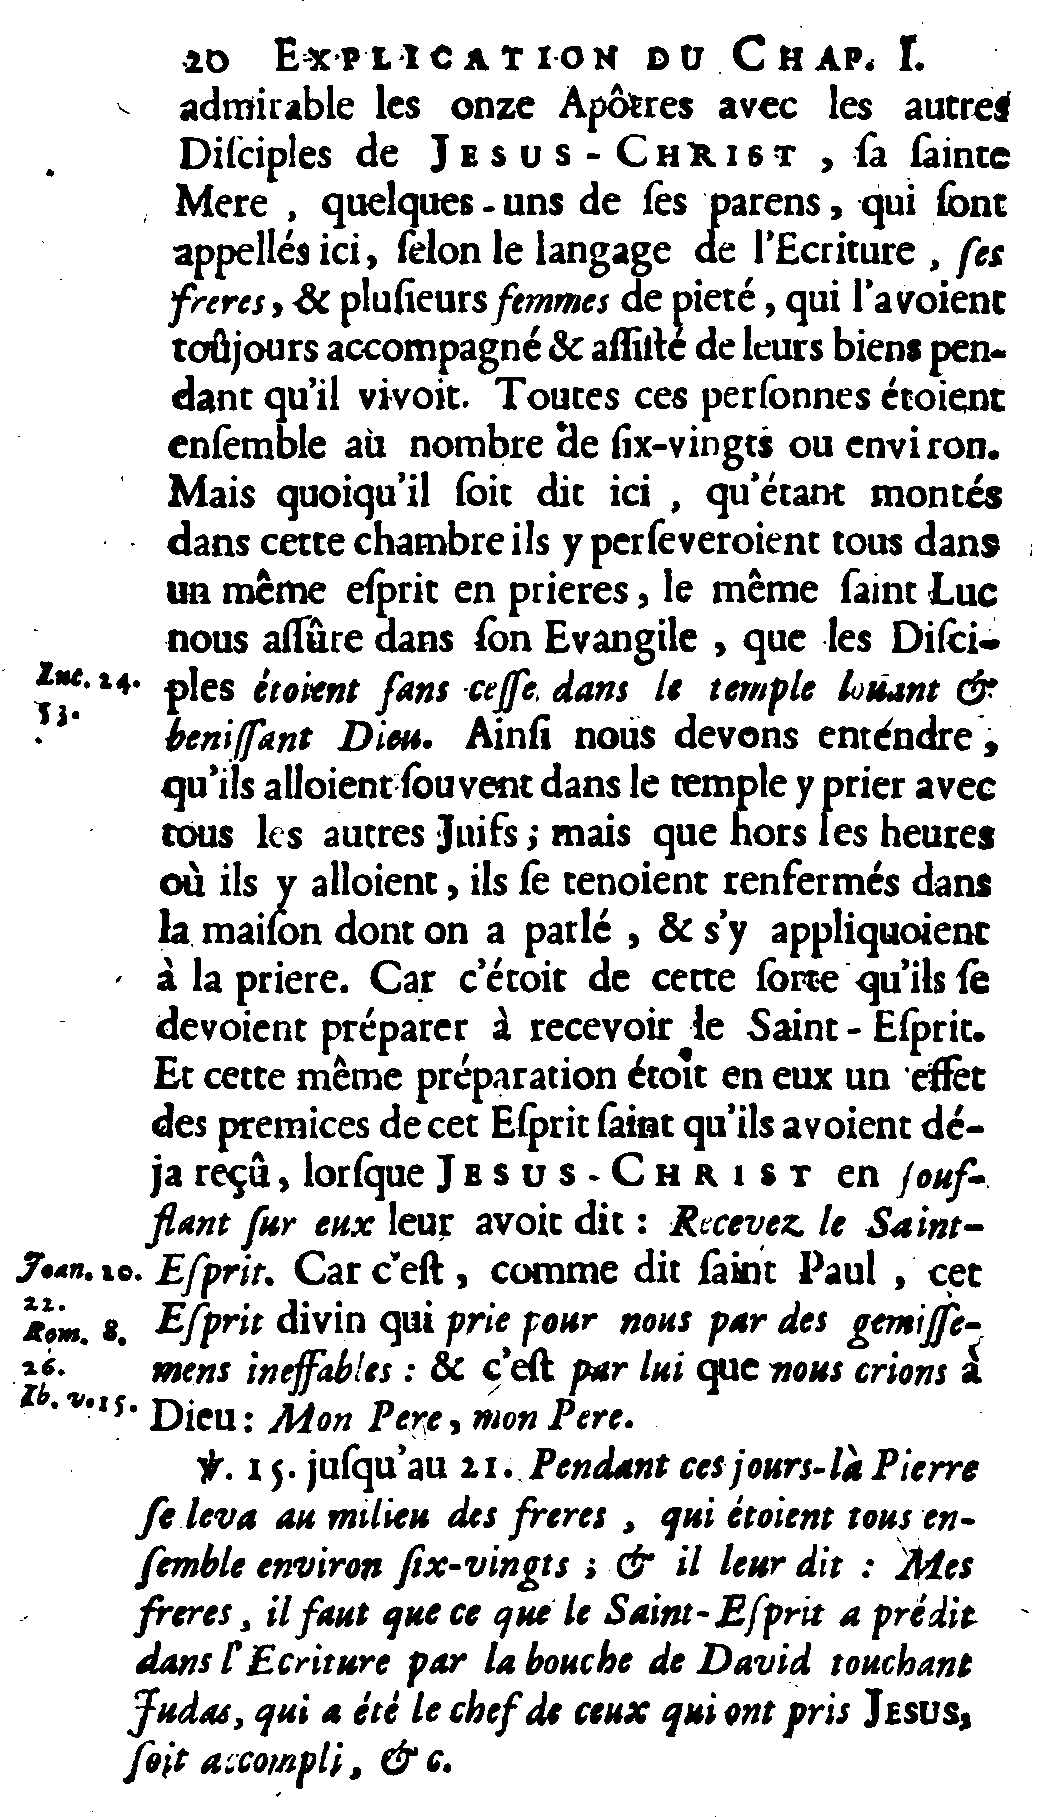 20 EXPLICATION DU CHAP. I.
admirable les onze Apôtres avec les autres
Diſciples de JESUS-CHRIST, ſa ſainte
Mere, quelques-uns de ſes parens, qui ſont
appellés ici, ſelon le langage de l'Ecriture, ſes
freres, & pluſieurs femmes de pieté, qui l'avoient
toûjours accompagné & aſſiſté de leurs biens pen-
dant qu'il vivoit. Toutes ces perſonnes étoient
enſemble au nombre de ſix-vingts ou environ.
Mais quoiqu'il ſoit dit ici, qu'étant montés
dans cette chambre ils y perſeveroient tous dans
un même eſprit en prieres, le même ſaint Luc
nous aſſûre dans ſon Evangile, que les Diſci-
Luc. 24. ples étoient ſans ceſſe dans le temple loüant &
53.
beniſſant Dieu. Ainſi nous devons enténdre,
qu'ils alloient ſouvent dans le temple y prier avec
tous les autres Juifs; mais que hors les heures
où ils y alloient, ils ſe tenoient renfermés dans
la maiſon dont on a parlé, & s'y appliquoient
à la priere. Car c'étoit de cette ſorte qu'ils ſe
devoient préparer à recevoir le Saint-Eſprit.
Et cette même préparation étoit en eux un effet
des premices de cet Eſprit ſaint qu'ils avoient dé-
ja reçû, lorſque JESUS-CHRIST en ſouf-
flant ſur eux leur avoit dit: Recevez le Saint-
Joan. 20. Eſprit. Car c'eſt, comme dit ſaint Paul, cet
22.
Rom. 8. Eſprit divin qui prie pour nous par des gemiſſe-
26. mens ineffables: & c'eſt par lui que nous crions à
Ib. v. 15. Dieu: Mon Pere, mon Pere.
℣. 15. juſqu'au 21. Pendant ces jours-là Pierre
ſe leva au milieu des freres, qui étoient tous en-
ſemble environ ſix-vingts; & il leur dit: Mes
freres, il faut que ce que le Saint-Eſprit a prédit
dans l'Ecriture par la bouche de David touchant
Judas, qui a été le chef de ceux qui ont pris JESUS,
ſoit accompli, & c.